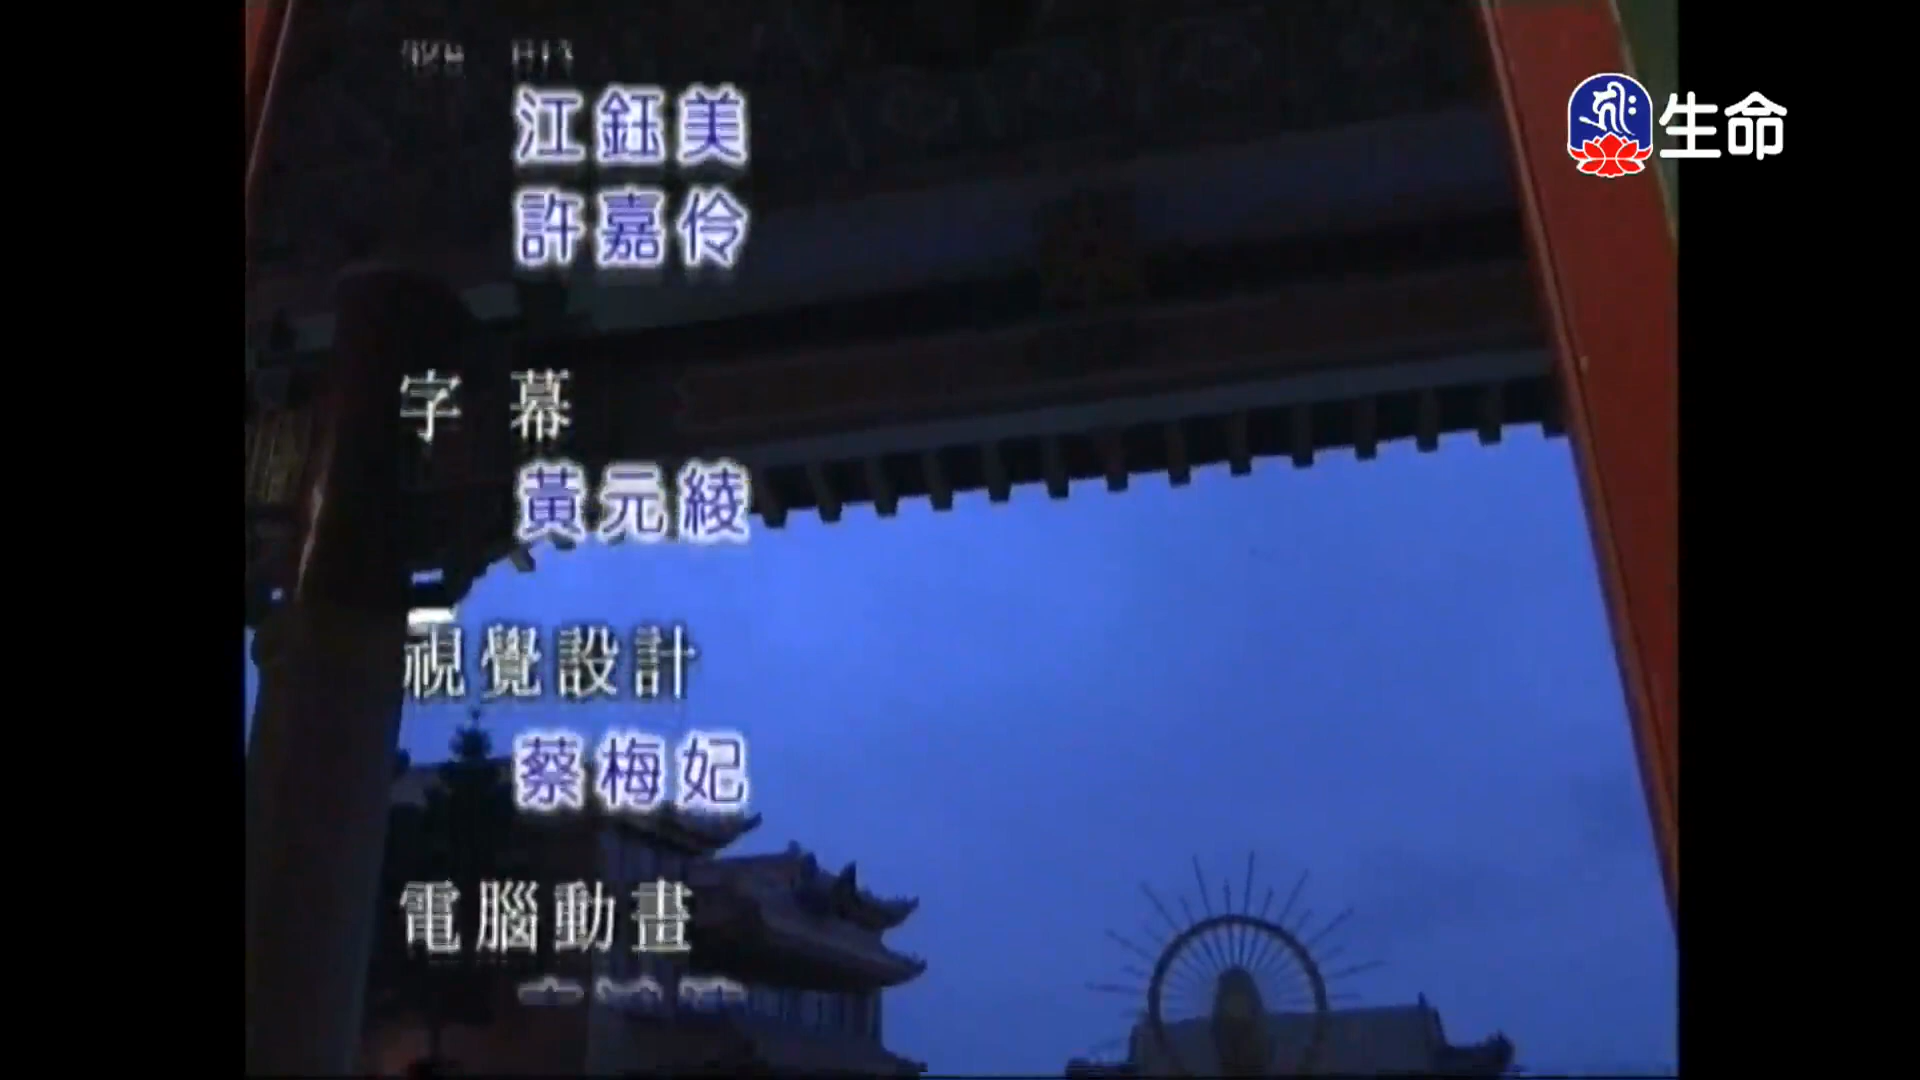 江鈺美
許嘉伶
字 幕
黃元綾
視覺設計
蔡梅妃
電腦動畫
生命